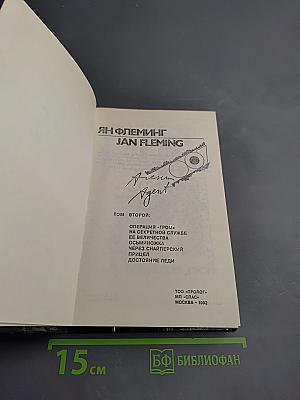 ЯН ФЛЕМИНГ
JAN FLEMING
Agent
ТОМ ВТОРОЙ:
ОПЕРАЦИЯ «ГРОМ»
НА СЕКРЕТНОЙ СЛУЖБЕ
ЕЕ ВЕЛИЧЕСТВА
ОСЬМИНОЖКА
ЧЕРЕЗ СНАЙПЕРСКИЙ
ПРИЦЕЛ
ДОСТОЯНИЕ ЛЕДИ
ТОО «ПРОЛОГ»
МП «СПАС»
МОСКВА - 1992
15 см
БФ БИБЛИОФАН